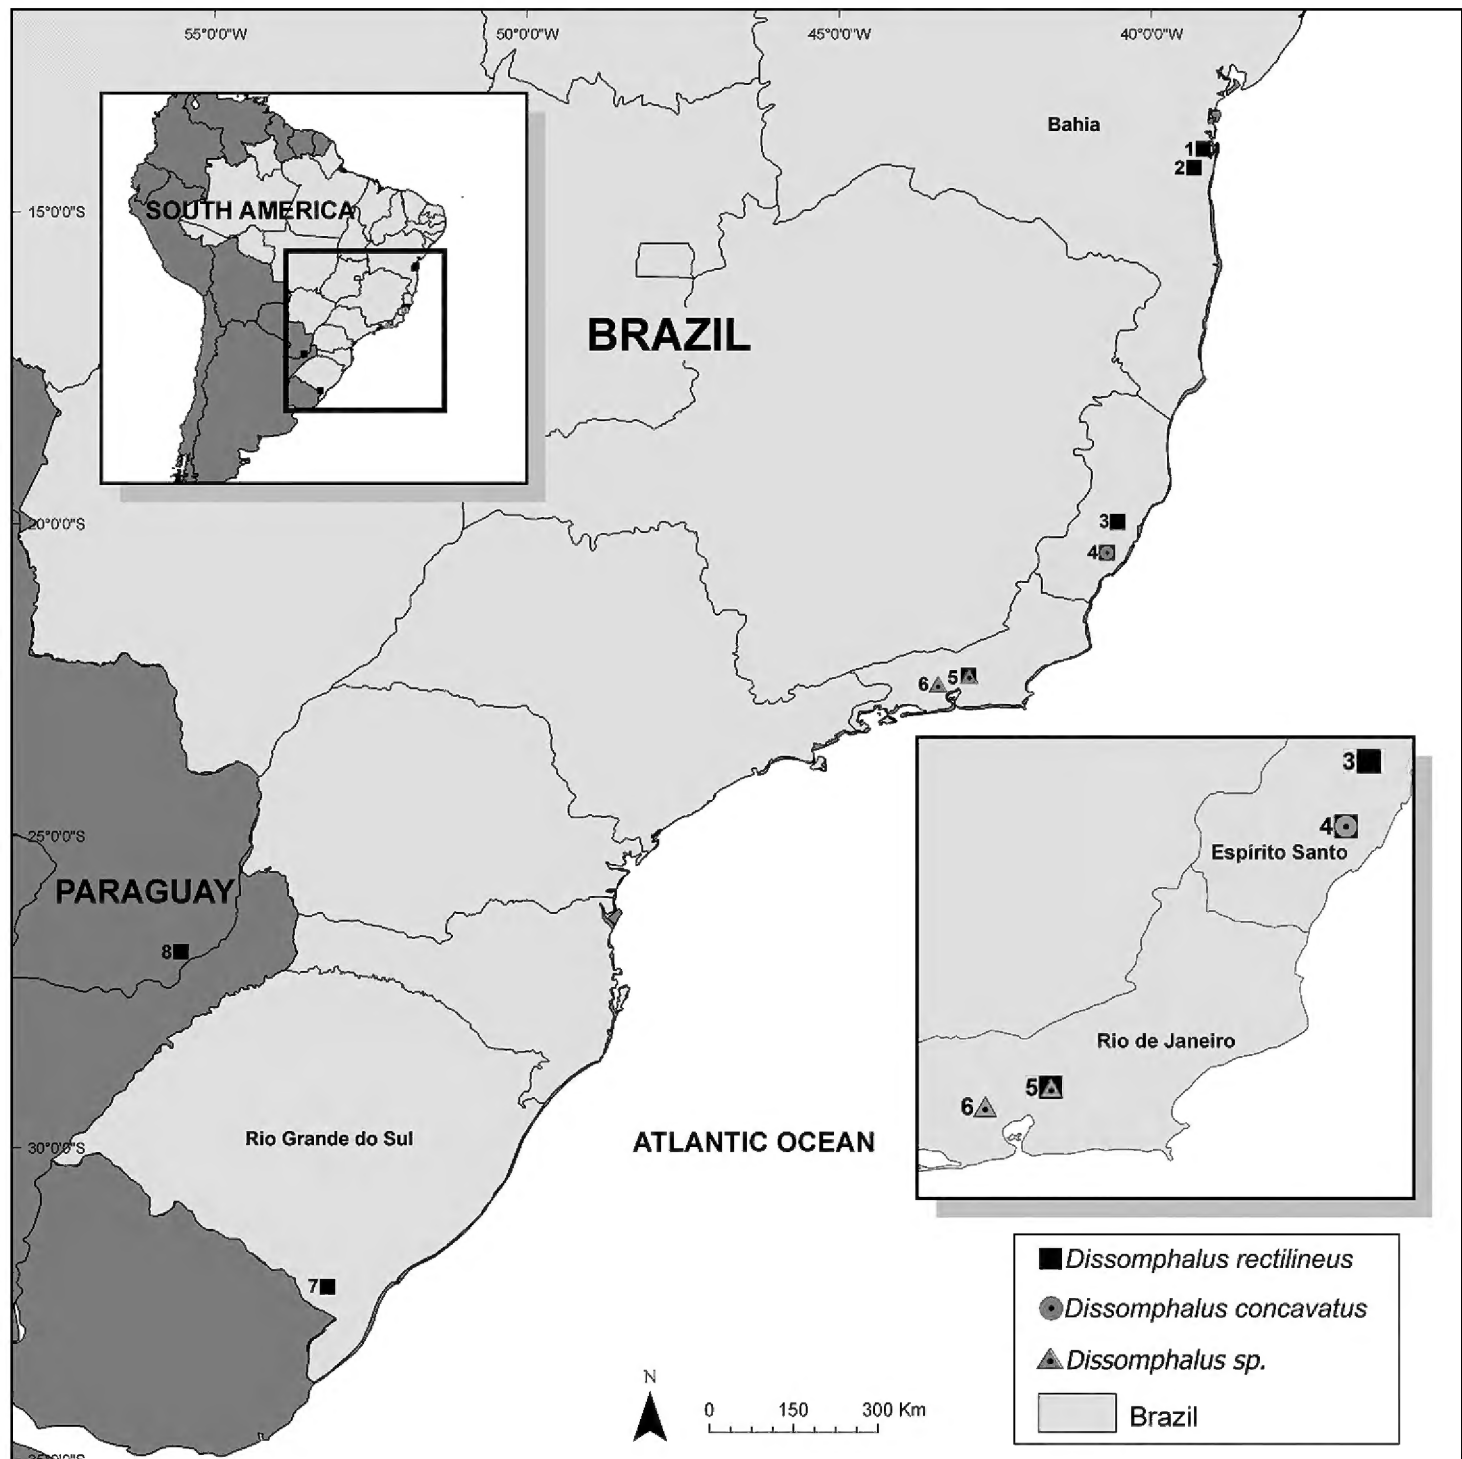 55°0'0"W 50°0'0"W 45°0'0"W 40°0'0"W
Bahia
1
2
15°0'0"S
SOUTH AMERICA
BRAZIL
20°0'0"S
3
4
6 5
3
4
Espírito Santo
25°0'0"S
PARAGUAY
8
Rio de Janeiro
5
6
Rio Grande do Sul
ATLANTIC OCEAN
30°0'0"S
7
Dissomphalus rectilineus
Dissomphalus concavatus
Dissomphalus sp.
Brazil
N
0 150 300 Km